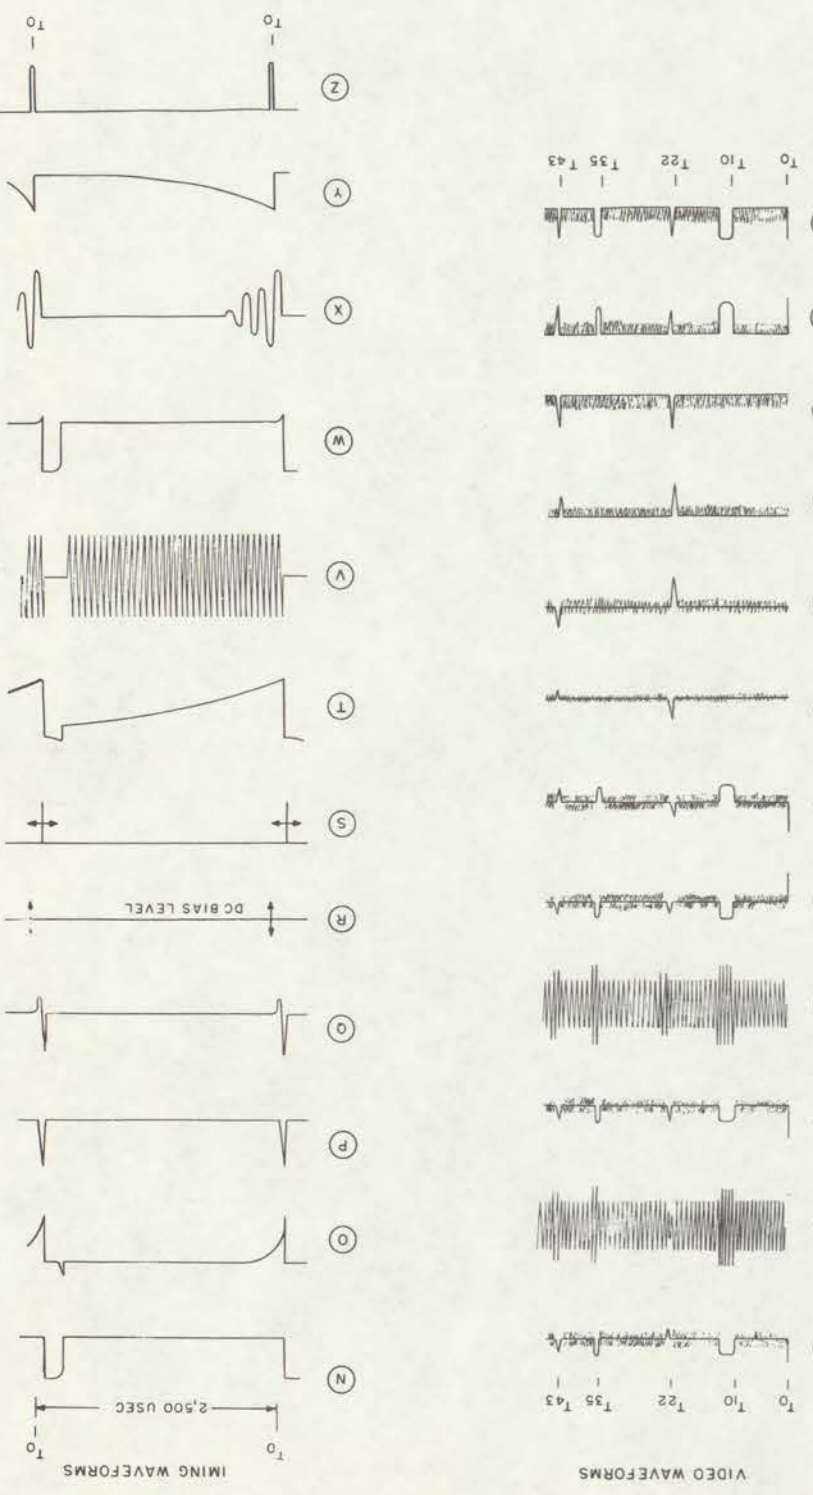 VIDEO WAVEFORMS
T0 T10 T22 T35 T43
T0 T10 T22 T35 T43
IMING WAVEFORMS
T0 T0
2,500 USEC
N
O
P
Q
R
DC BIAS LEVEL
S
T
V
W
X
Y
Z
T0 T0